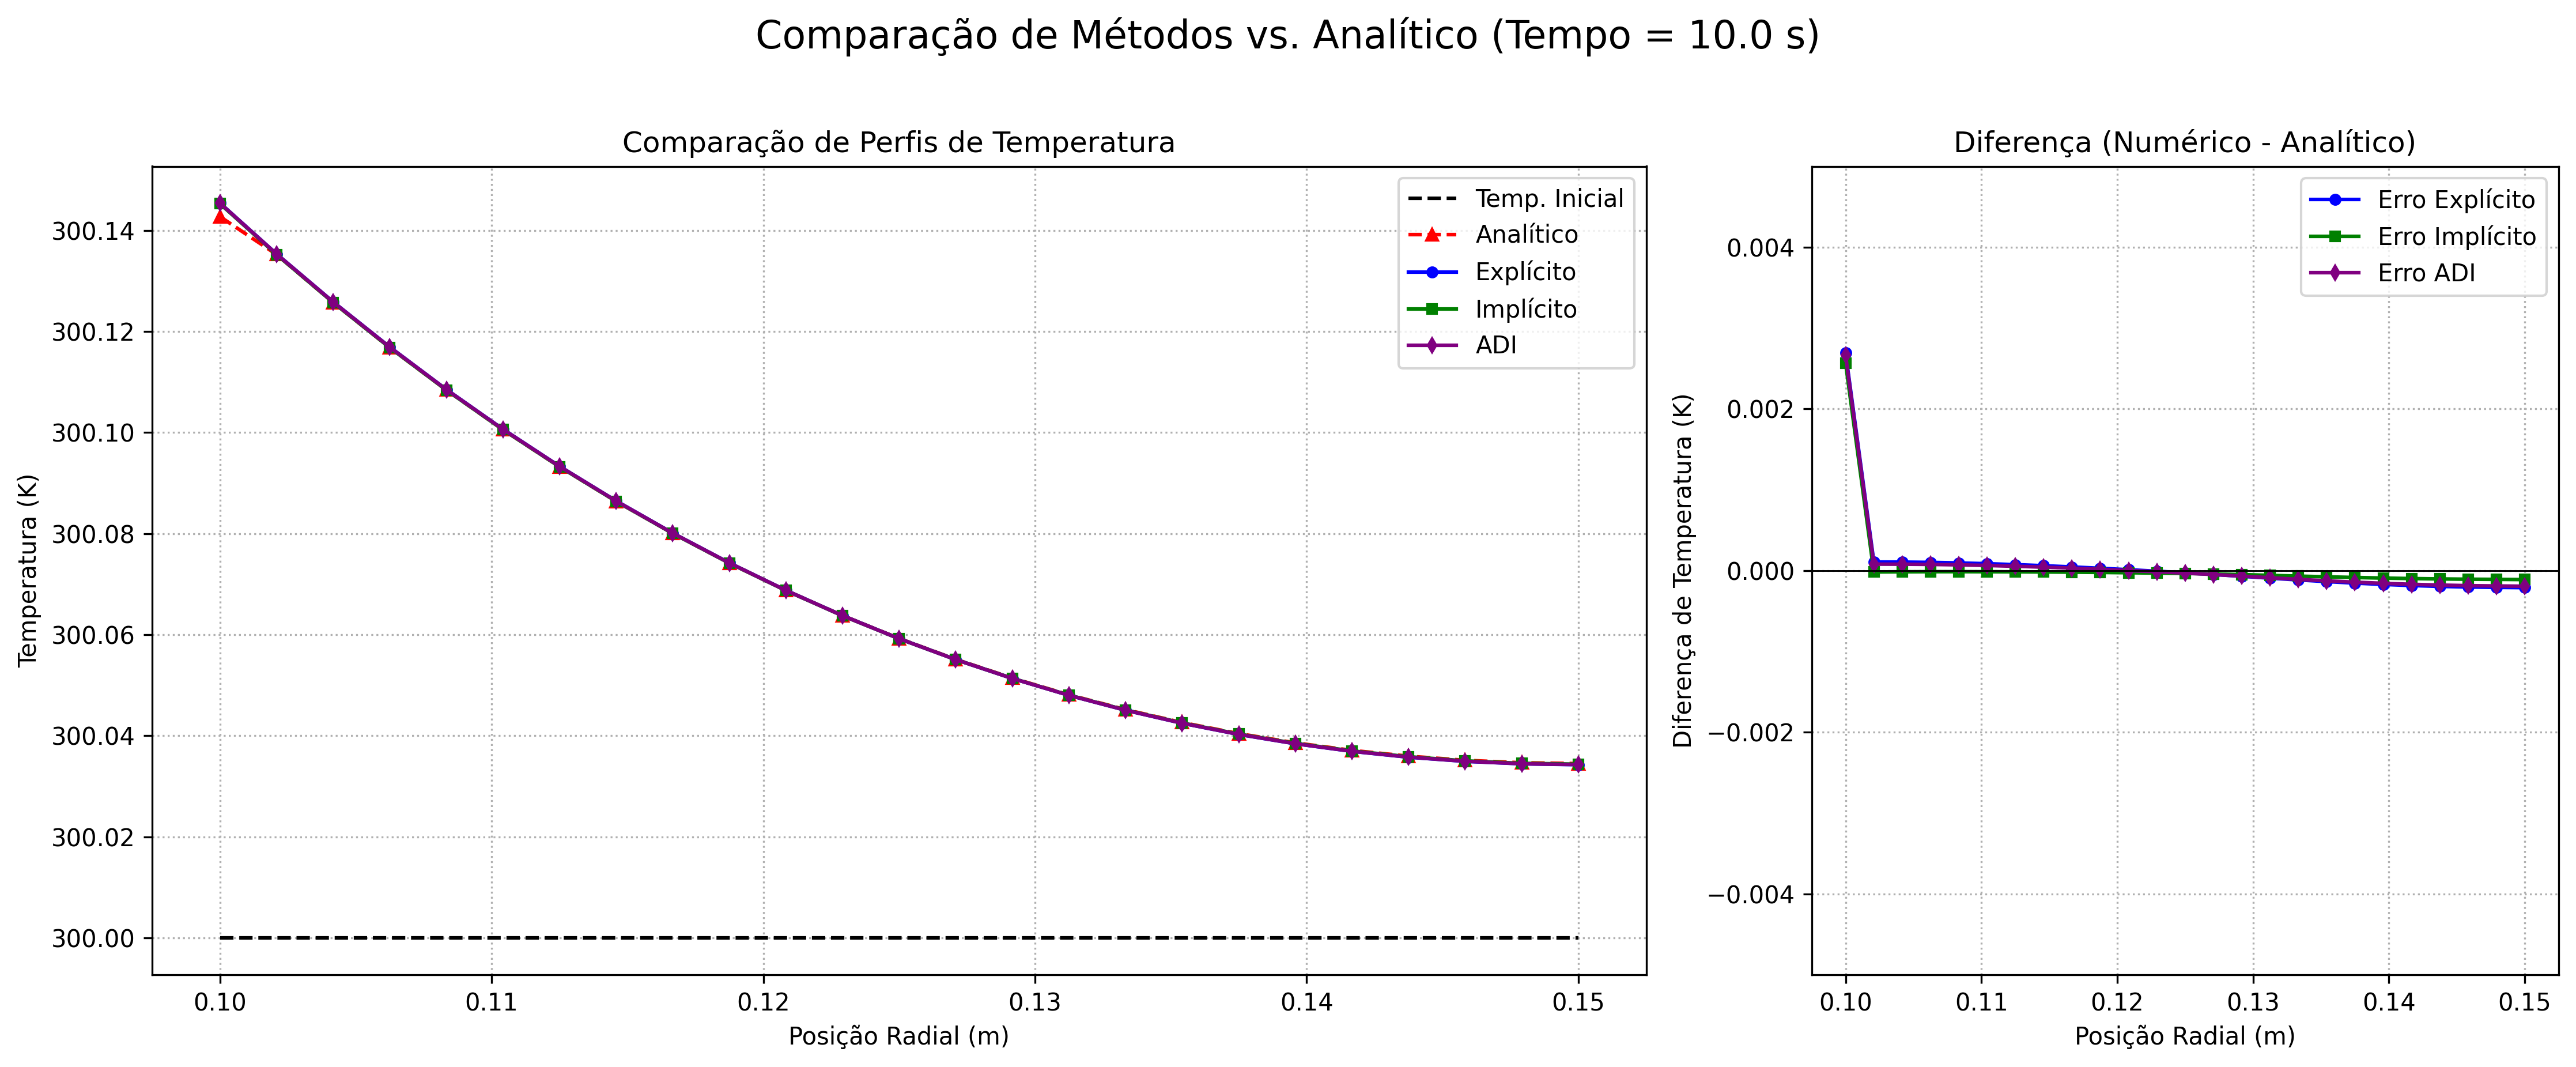 Comparação de Métodos vs. Analítico (Tempo = 10.0 s)
Comparação de Perfis de Temperatura
Temperatura (K)
300.14
300.12
300.10
300.08
300.06
300.04
300.02
300.00
0.10 0.11 0.12 0.13 0.14 0.15
Posição Radial (m)
Temp. Inicial
Analítico
Explícito
Implícito
ADI
Diferença (Numérico - Analítico)
Diferença de Temperatura (K)
0.004
0.002
0.000
−0.002
−0.004
0.10 0.11 0.12 0.13 0.14 0.15
Posição Radial (m)
Erro Explícito
Erro Implícito
Erro ADI